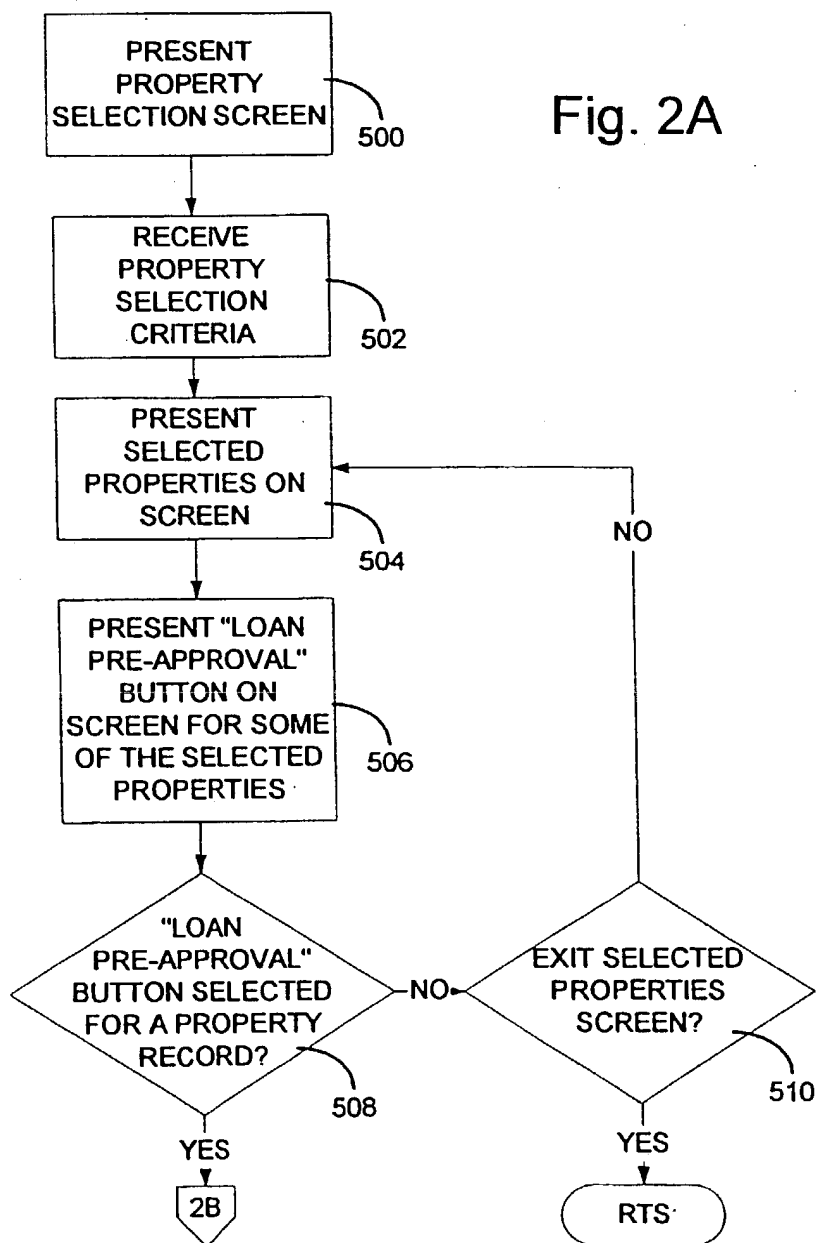 PRESENT
PROPERTY
SELECTION SCREEN
500
Fig. 2A
RECEIVE
PROPERTY
SELECTION
CRITERIA
502
PRESENT
SELECTED
PROPERTIES ON
SCREEN
504
NO
PRESENT "LOAN
PRE-APPROVAL"
BUTTON ON
SCREEN FOR SOME
OF THE SELECTED
PROPERTIES
506
"LOAN
PRE-APPROVAL"
BUTTON SELECTED
FOR A PROPERTY
RECORD?
508
NO
EXIT SELECTED
PROPERTIES
SCREEN?
510
YES
2B
YES
RTS